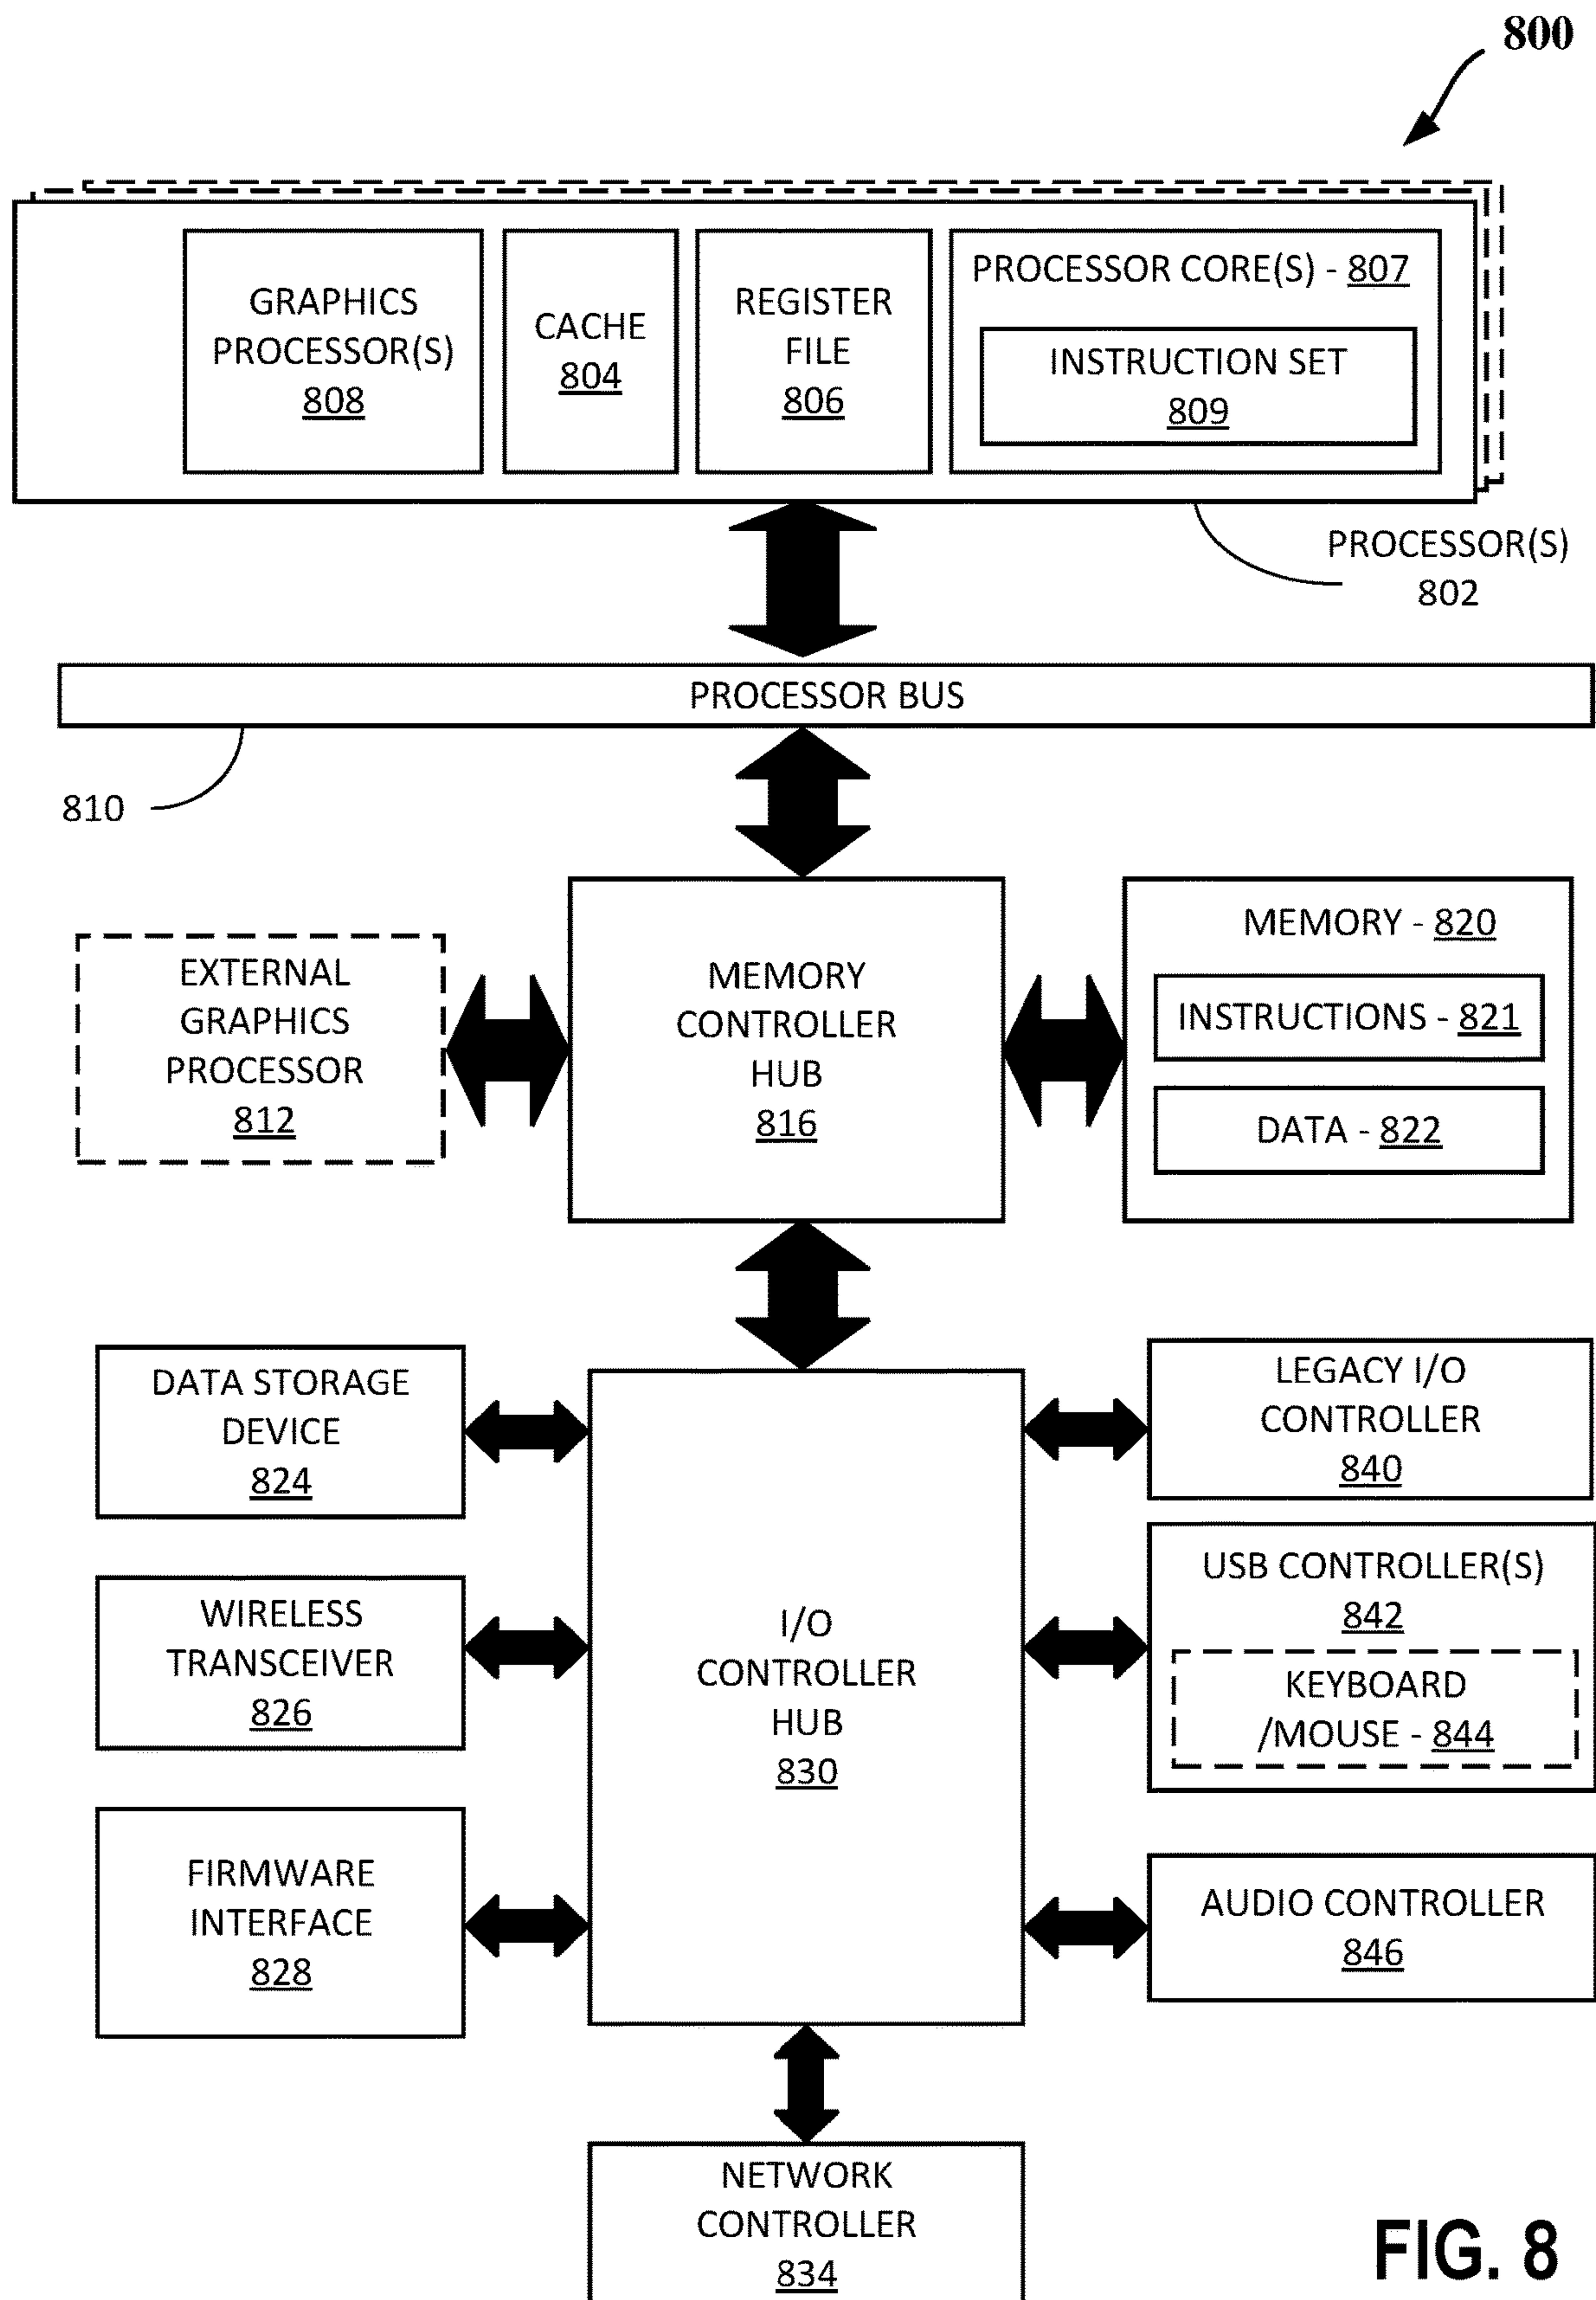 800
GRAPHICS
PROCESSOR(S)
808
CACHE
804
REGISTER
FILE
806
PROCESSOR CORE(S) - 807
INSTRUCTION SET
809
PROCESSOR(S)
802
PROCESSOR BUS
810
EXTERNAL
GRAPHICS
PROCESSOR
812
MEMORY
CONTROLLER
HUB
816
MEMORY - 820
INSTRUCTIONS - 821
DATA - 822
DATA STORAGE
DEVICE
824
LEGACY I/O
CONTROLLER
840
WIRELESS
TRANSCEIVER
826
I/O
CONTROLLER
HUB
830
USB CONTROLLER(S)
842
KEYBOARD
/MOUSE - 844
FIRMWARE
INTERFACE
828
AUDIO CONTROLLER
846
NETWORK
CONTROLLER
834
FIG. 8